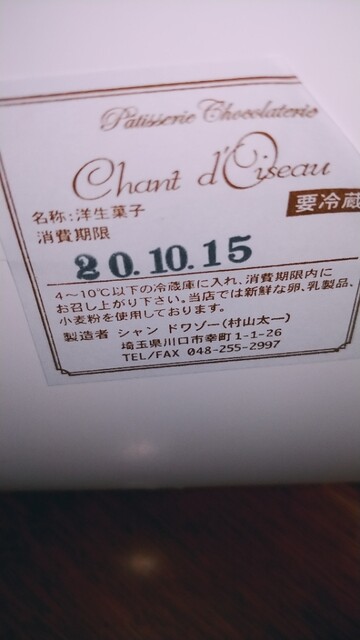 Pâtisserie Chocolaterie
Chant d'Oiseau
名称:洋生菓子
要冷蔵
消費期限
20.10.15
4〜10℃以下の冷蔵庫に入れ、消費期限内に
お召し上がり下さい。当店では新鮮な卵、乳製品、
小麦粉を使用しております。
製造者 シャン ドワゾー(村山太一)
埼玉県川口市幸町1-1-26
TEL/FAX 048-255-2997